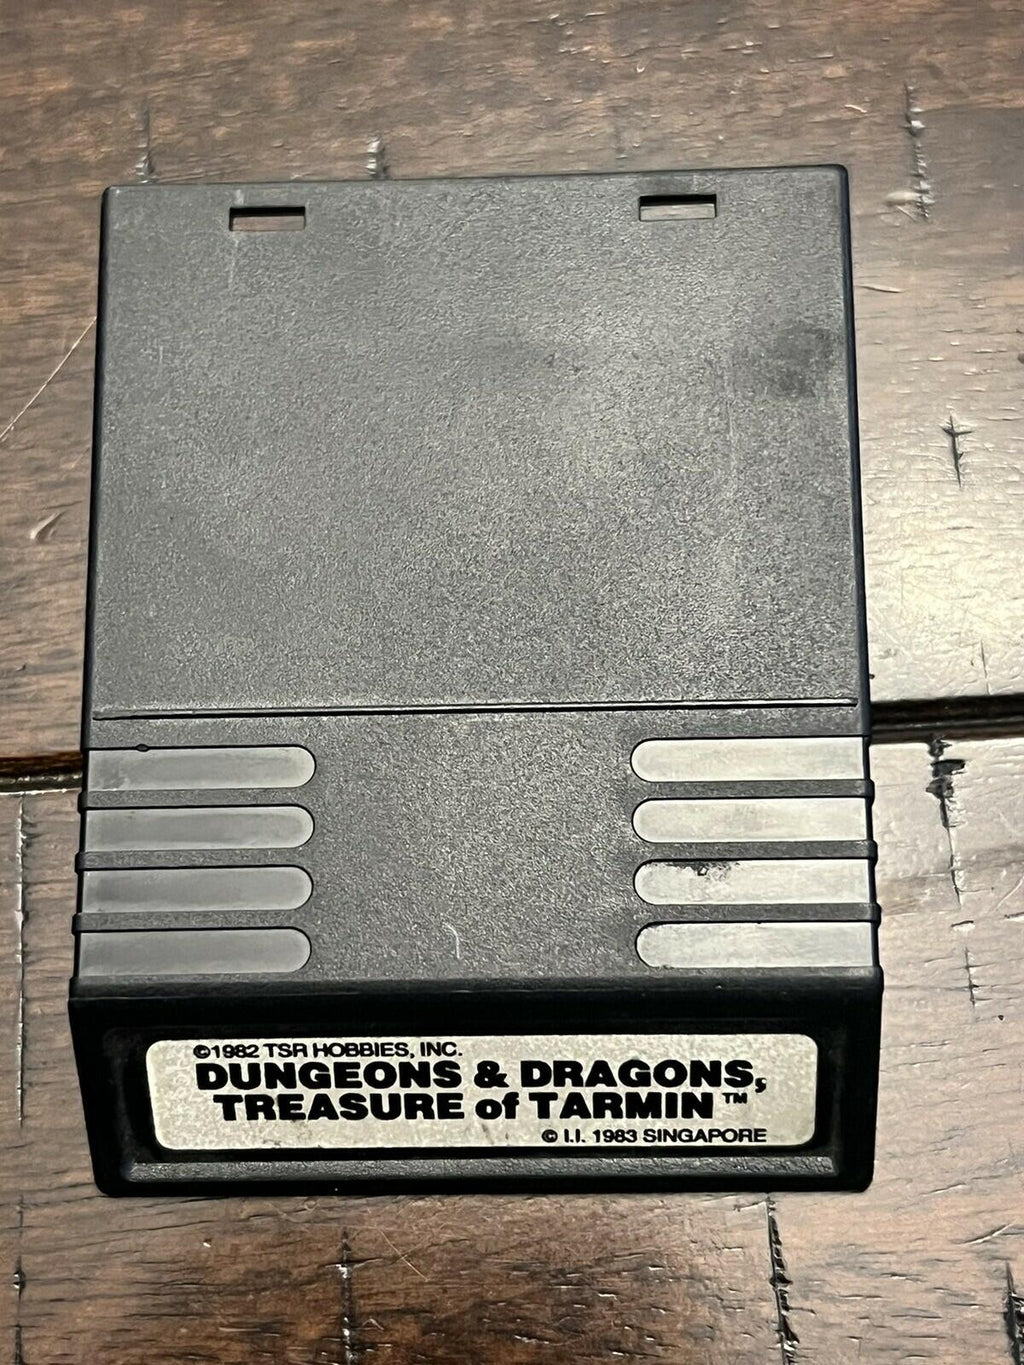 ©1982 TSR HOBBIES, INC.
DUNGEONS & DRAGONS,
TREASURE of TARMIN™
© I.I. 1983 SINGAPORE